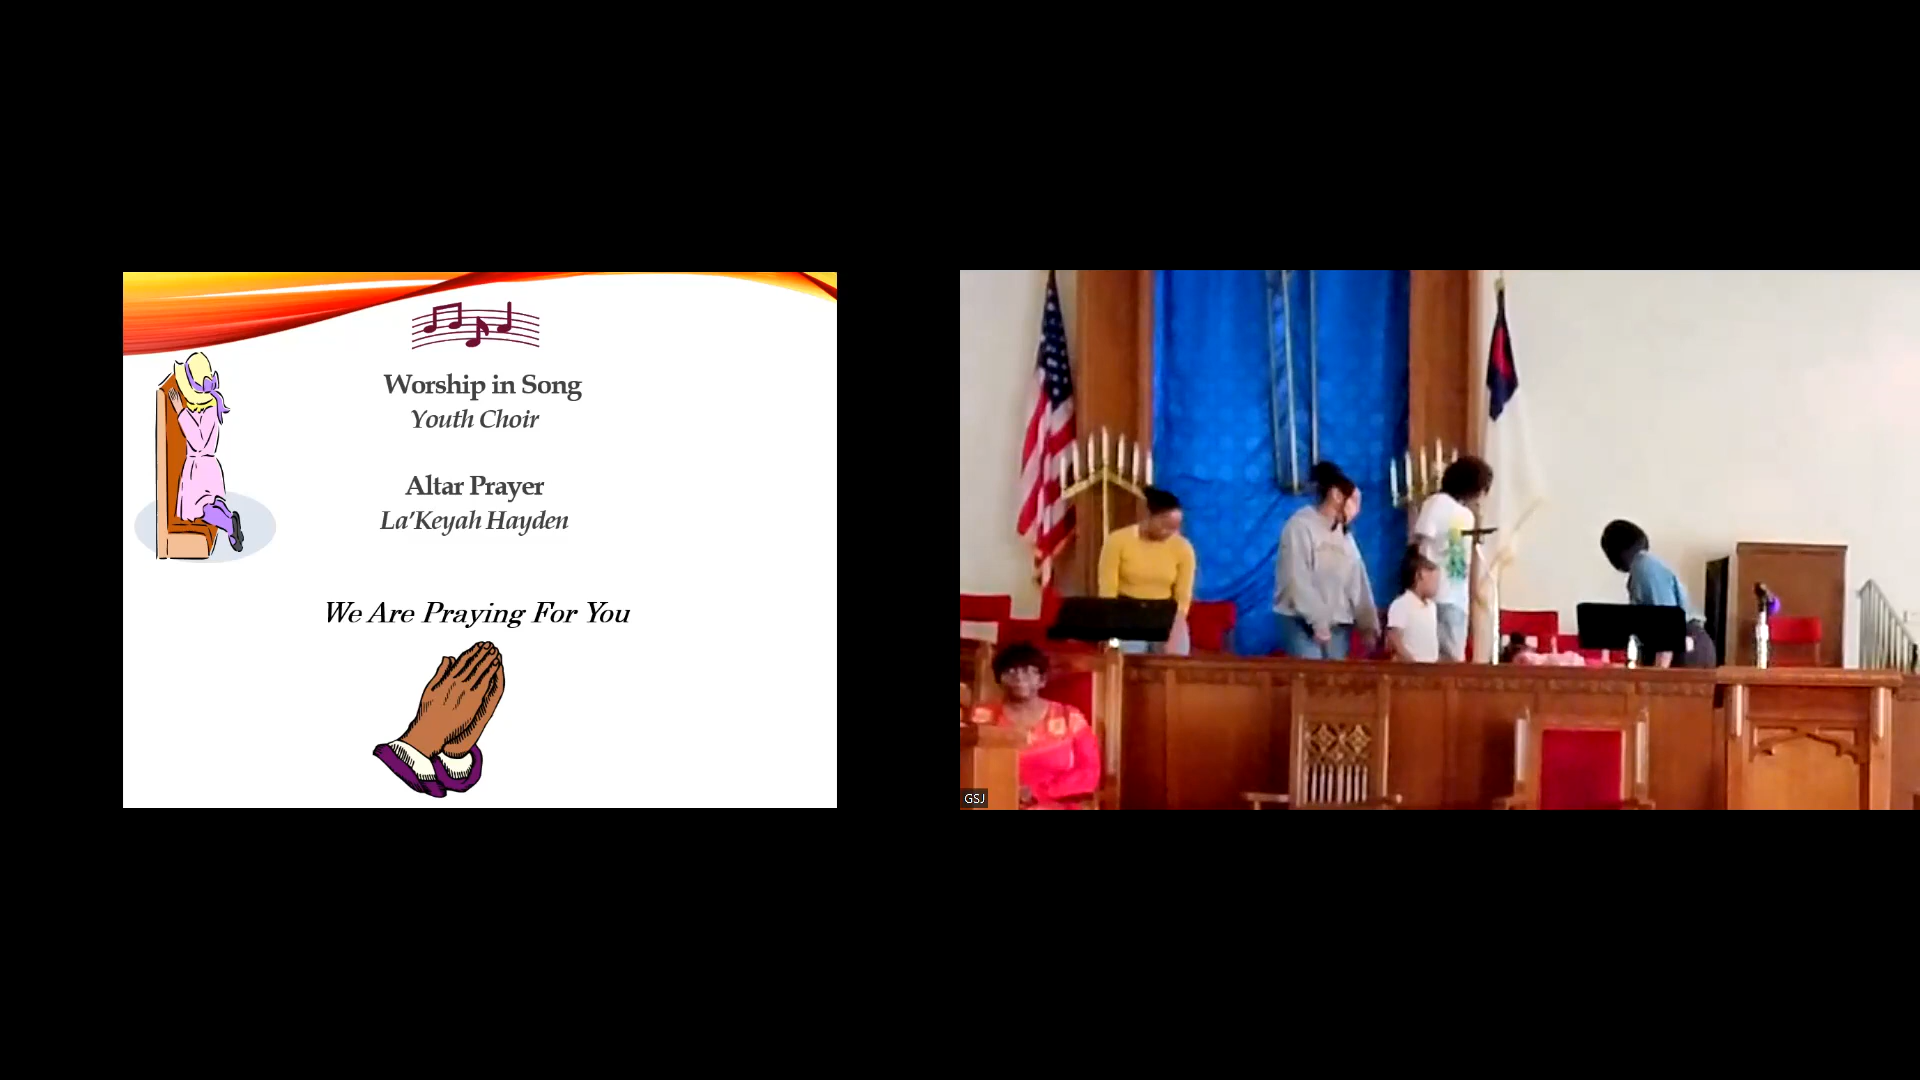 Worship in Song
Youth Choir
Altar Prayer
La'Keyah Hayden
We Are Praying For You
GSJ